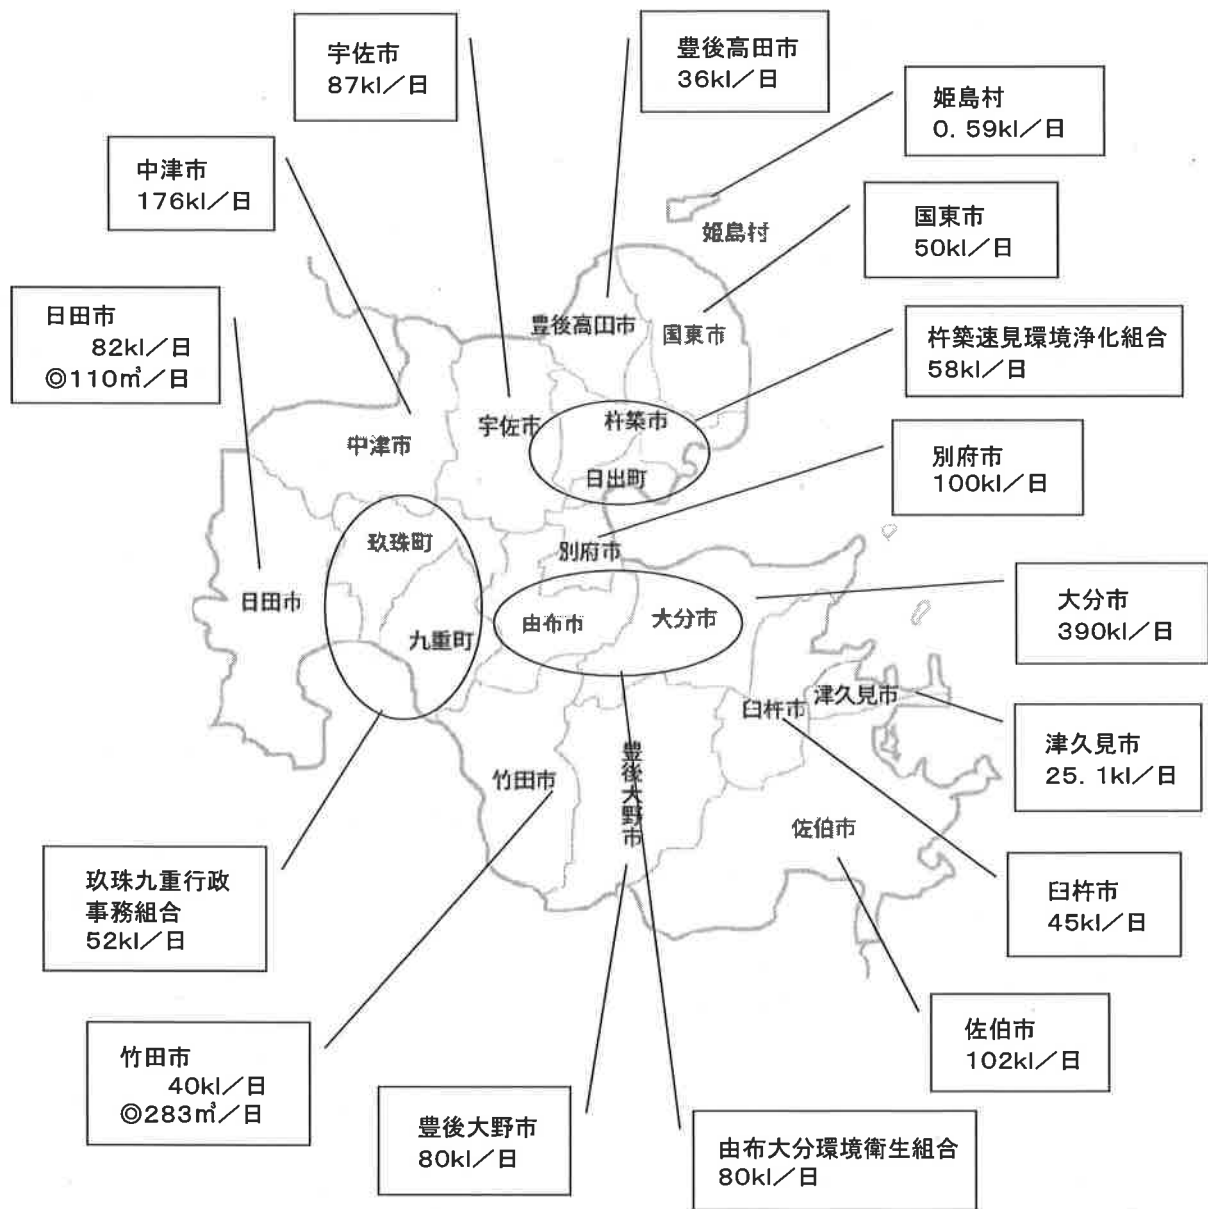 宇佐市
87kl／日
豊後高田市
36kl／日
姫島村
0. 59kl／日
中津市
176kl／日
国東市
50kl／日
姫島村
日田市
82kl／日
◎110㎥／日
豊後高田市
国東市
杵築速見環境浄化組合
58kl／日
中津市
宇佐市
杵築市
日出町
別府市
100kl／日
玖珠町
別府市
日田市
九重町
由布市
大分市
大分市
390kl／日
臼杵市
津久見市
津久見市
25. 1kl／日
竹田市
豊後大野市
佐伯市
玖珠九重行政
事務組合
52kl／日
臼杵市
45kl／日
竹田市
40kl／日
◎283㎥／日
佐伯市
102kl／日
豊後大野市
80kl／日
由布大分環境衛生組合
80kl／日